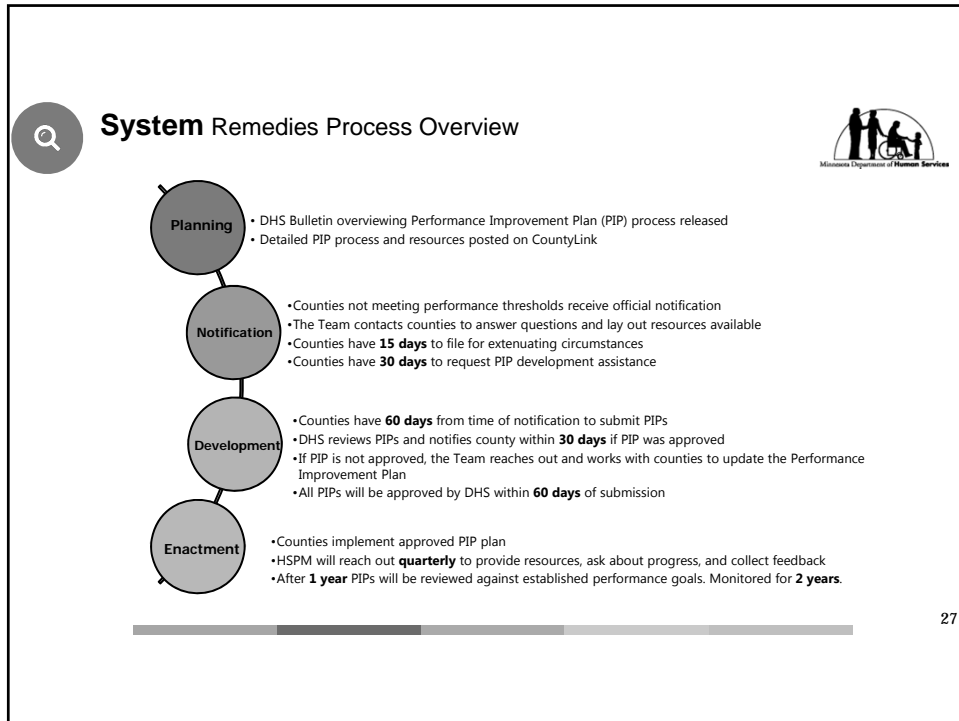 System Remedies Process Overview
Minnesota Department of Human Services
Planning
• DHS Bulletin overviewing Performance Improvement Plan (PIP) process released
• Detailed PIP process and resources posted on CountyLink
Notification
•Counties not meeting performance thresholds receive official notification
•The Team contacts counties to answer questions and lay out resources available
•Counties have 15 days to file for extenuating circumstances
•Counties have 30 days to request PIP development assistance
Development
•Counties have 60 days from time of notification to submit PIPs
•DHS reviews PIPs and notifies county within 30 days if PIP was approved
•If PIP is not approved, the Team reaches out and works with counties to update the Performance
Improvement Plan
•All PIPs will be approved by DHS within 60 days of submission
Enactment
•Counties implement approved PIP plan
•HSPM will reach out quarterly to provide resources, ask about progress, and collect feedback
•After 1 year PIPs will be reviewed against established performance goals. Monitored for 2 years.
27